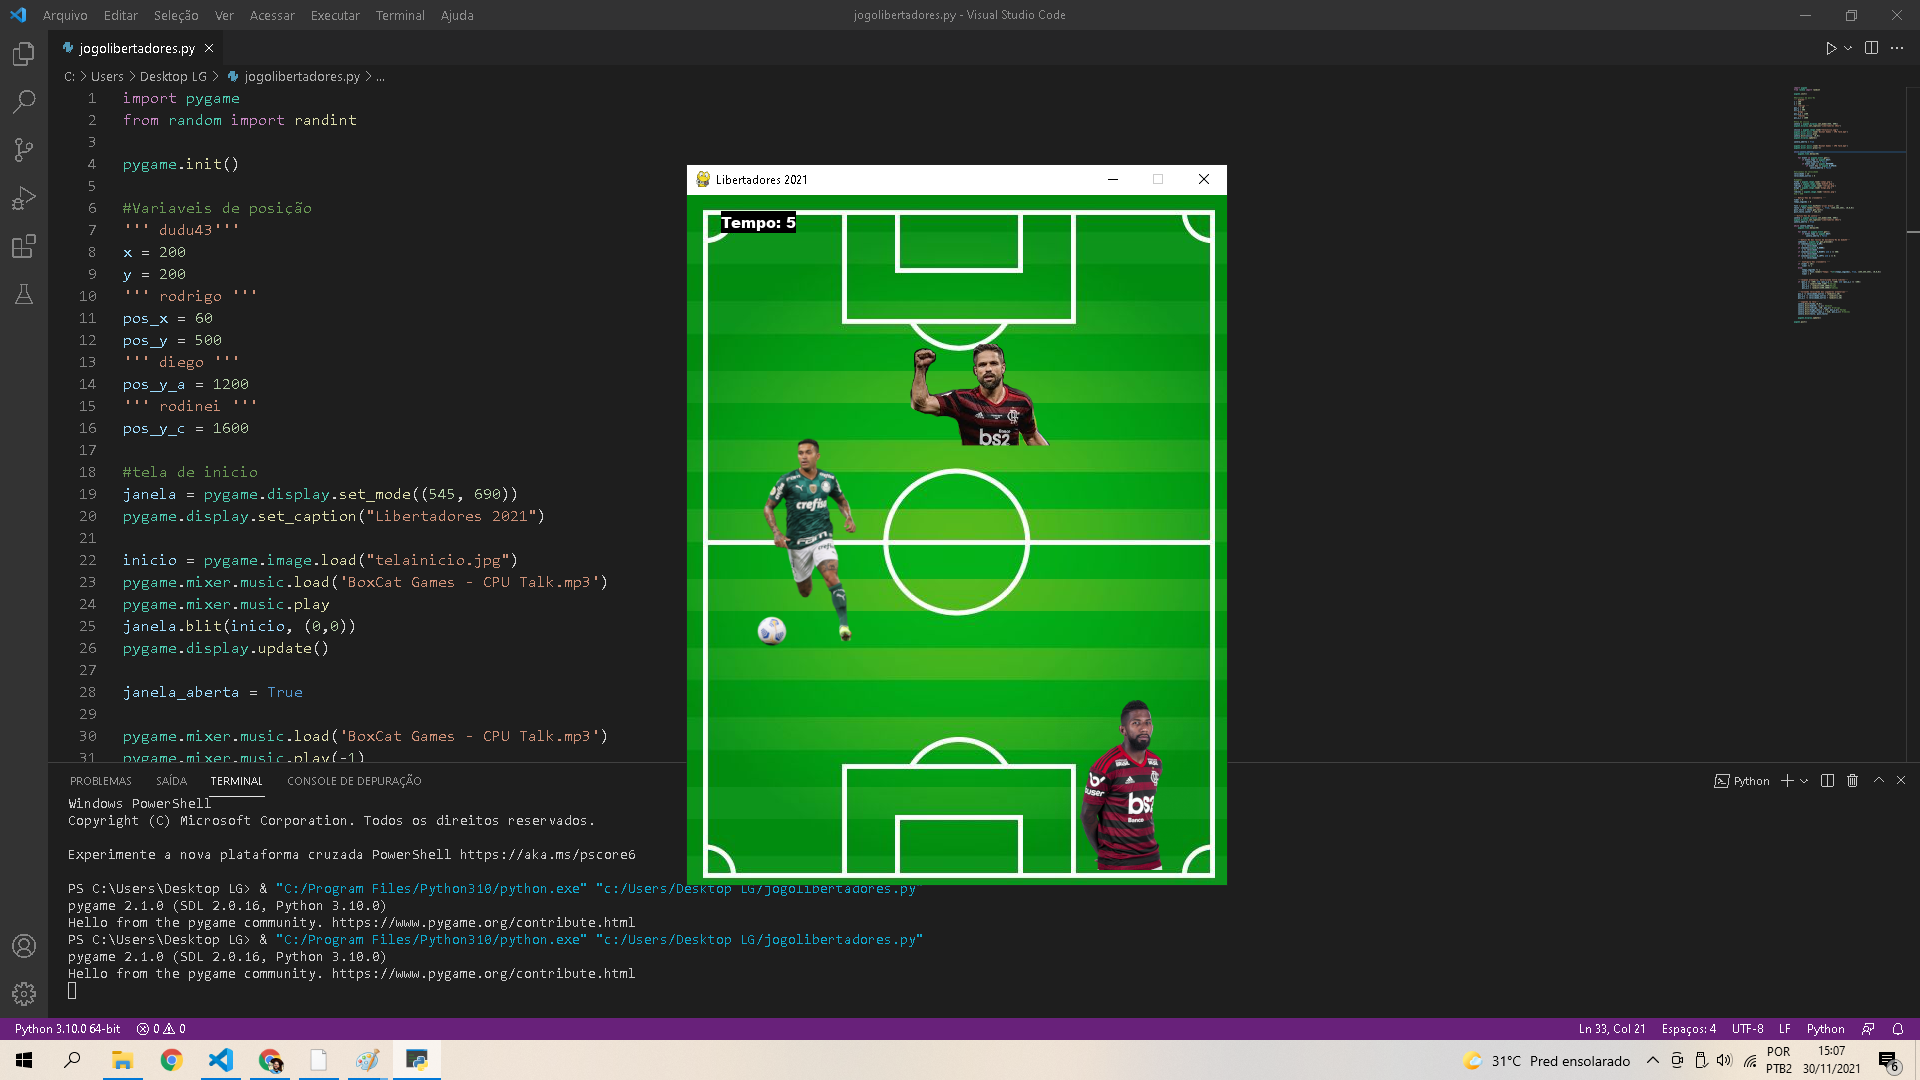 Arquivo Editar Seleção Ver Acessar Executar Terminal Ajuda
jogolibertadores.py - Visual Studio Code
jogolibertadores.py
C: > Users > Desktop LG > jogolibertadores.py > ...
1 import pygame
2 from random import randint
3
4 pygame.init()
5
6 #Variaveis de posição
7 ''' dudu43'''
8 x = 200
9 y = 200
10 ''' rodrigo '''
11 pos_x = 60
12 pos_y = 500
13 ''' diego '''
14 pos_y_a = 1200
15 ''' rodinei '''
16 pos_y_c = 1600
17
18 #tela de inicio
19 janela = pygame.display.set_mode((545, 690))
20 pygame.display.set_caption("Libertadores 2021")
21
22 inicio = pygame.image.load("telainicio.jpg")
23 pygame.mixer.music.load('BoxCat Games - CPU Talk.mp3')
24 pygame.mixer.music.play
25 janela.blit(inicio, (0,0))
26 pygame.display.update()
27
28 janela_aberta = True
29
30 pygame.mixer.music.load('BoxCat Games - CPU Talk.mp3')
31 pygame.mixer.music.play(-1)
Libertadores 2021
Tempo: 5
bs2
crefisa
bs2
Banco
PROBLEMAS SAÍDA TERMINAL CONSOLE DE DEPURAÇÃO
Python
Windows PowerShell
Copyright (C) Microsoft Corporation. Todos os direitos reservados.
Experimente a nova plataforma cruzada PowerShell https://aka.ms/pscore6
PS C:\Users\Desktop LG> & "C:/Program Files/Python310/python.exe" "c:/Users/Desktop LG/jogolibertadores.py
pygame 2.1.0 (SDL 2.0.16, Python 3.10.0)
Hello from the pygame community. https://www.pygame.org/contribute.html
PS C:\Users\Desktop LG> & "C:/Program Files/Python310/python.exe" "c:/Users/Desktop LG/jogolibertadores.py"
pygame 2.1.0 (SDL 2.0.16, Python 3.10.0)
Hello from the pygame community. https://www.pygame.org/contribute.html
Python 3.10.0 64-bit 0 0
Ln 33, Col 21 Espaços: 4 UTF-8 LF Python
31°C Pred ensolarado
POR
PTB2
15:07
30/11/2021
6